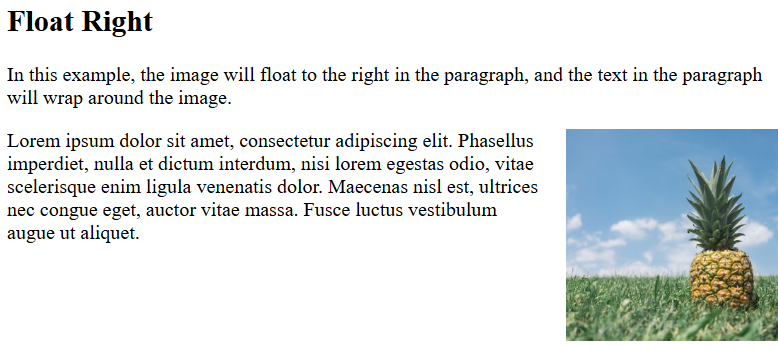 Float Right
In this example, the image will float to the right in the paragraph, and the text in the paragraph
will wrap around the image.
Lorem ipsum dolor sit amet, consectetur adipiscing elit. Phasellus
imperdiet, nulla et dictum interdum, nisi lorem egestas odio, vitae
scelerisque enim ligula venenatis dolor. Maecenas nisl est, ultrices
nec congue eget, auctor vitae massa. Fusce luctus vestibulum
augue ut aliquet.